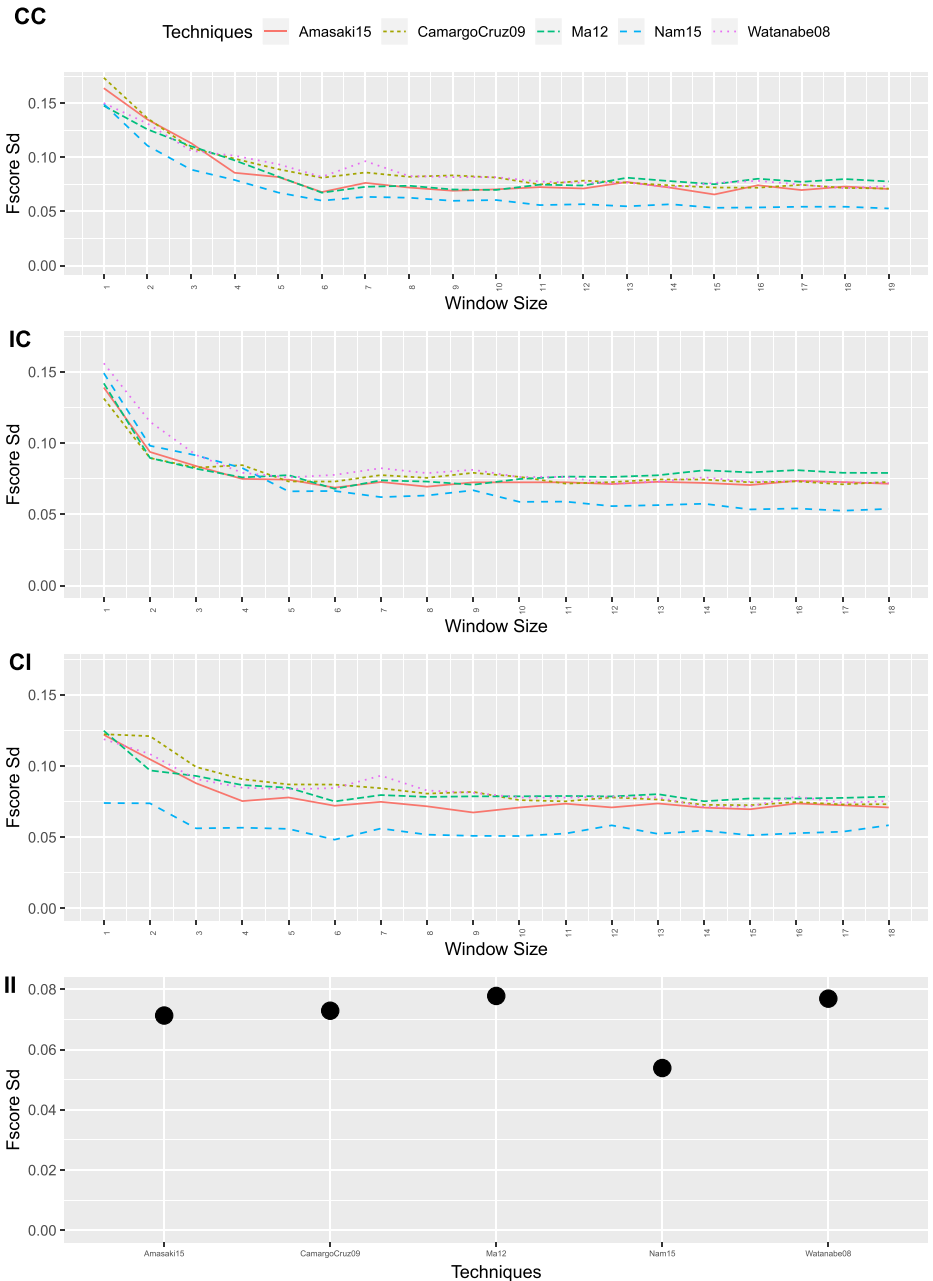 CC
Techniques Amasaki15 CamargoCruz09 Ma12 Nam15 Watanabe08
Fscore Sd
0.15
0.10
0.05
0.00
1 2 3 4 5 6 7 8 9 10 11 12 13 14 15 16 17 18 19
Window Size
IC
Fscore Sd
0.15
0.10
0.05
0.00
1 2 3 4 5 6 7 8 9 10 11 12 13 14 15 16 17 18
Window Size
CI
Fscore Sd
0.15
0.10
0.05
0.00
1 2 3 4 5 6 7 8 9 10 11 12 13 14 15 16 17 18
Window Size
II
Fscore Sd
0.08
0.06
0.04
0.02
0.00
Amasaki15 CamargoCruz09 Ma12 Nam15 Watanabe08
Techniques